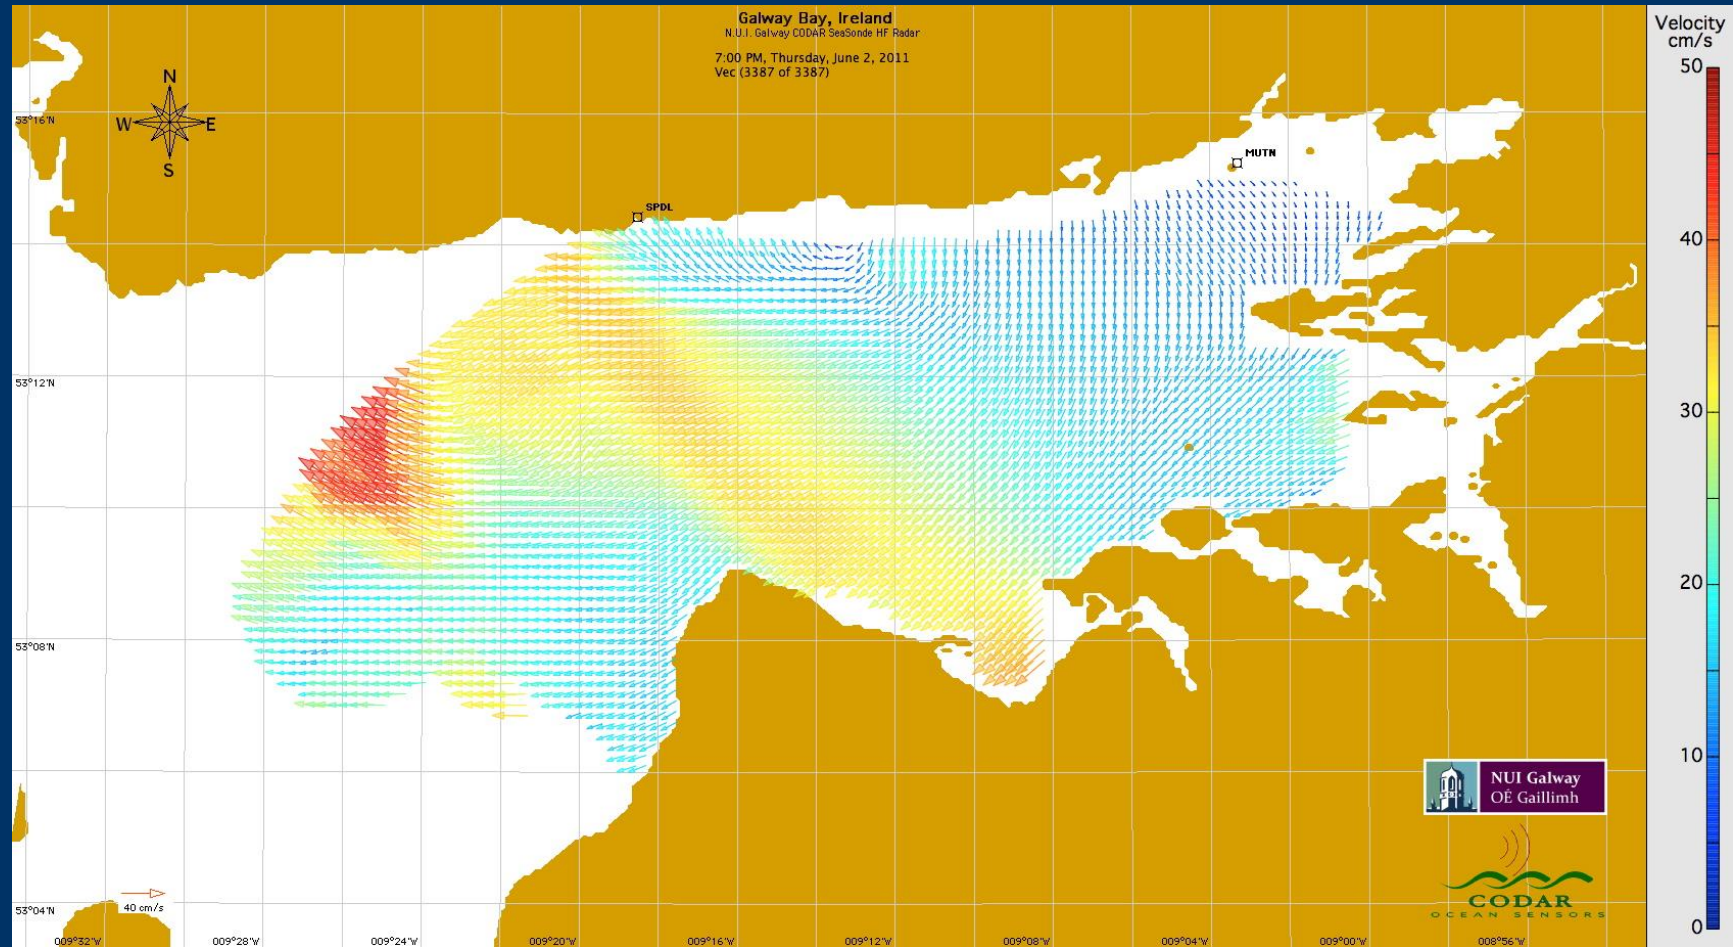 Galway Bay, Ireland
N.U.I. Galway CODAR SeaSonde HF Radar
7:00 PM, Thursday, June 2, 2011
Vec (3387 of 3387)
Velocity
cm/s
50
40
30
20
10
0
N
W E
S
53°16'N
53°12'N
53°08'N
53°04'N
MUTN
SPDL
NUI Galway
OÉ Gaillimh
CODAR
OCEAN SENSORS
40 cm/s
009°32'W 009°28'W 009°24'W 009°20'W 009°16'W 009°12'W 009°08'W 009°04'W 009°00'W 008°56'W